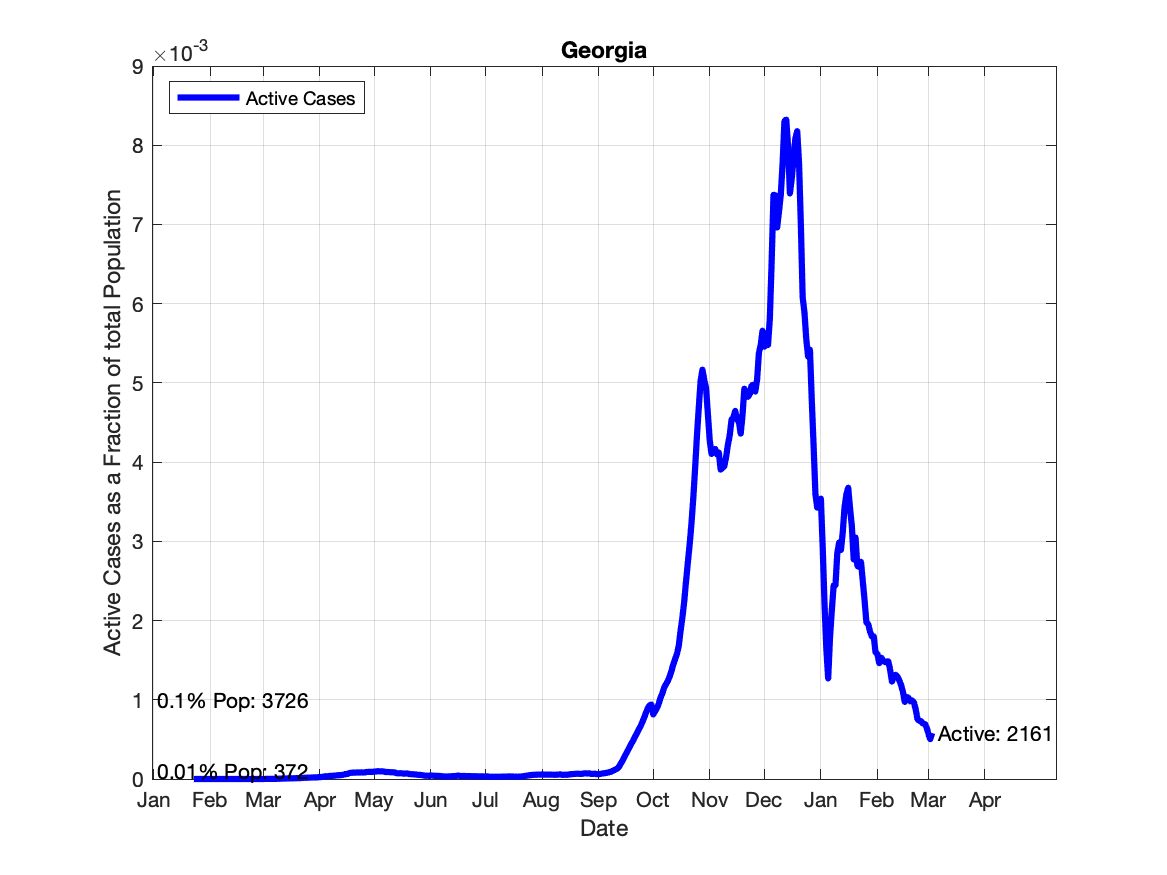 Georgia
×10-3
9
8
7
6
5
4
3
2
1
0
Active Cases
Active Cases as a Fraction of total Population
0.1% Pop: 3726
0.01% Pop: 372
Active: 2161
Jan Feb Mar Apr May Jun Jul Aug Sep Oct Nov Dec Jan Feb Mar Apr
Date